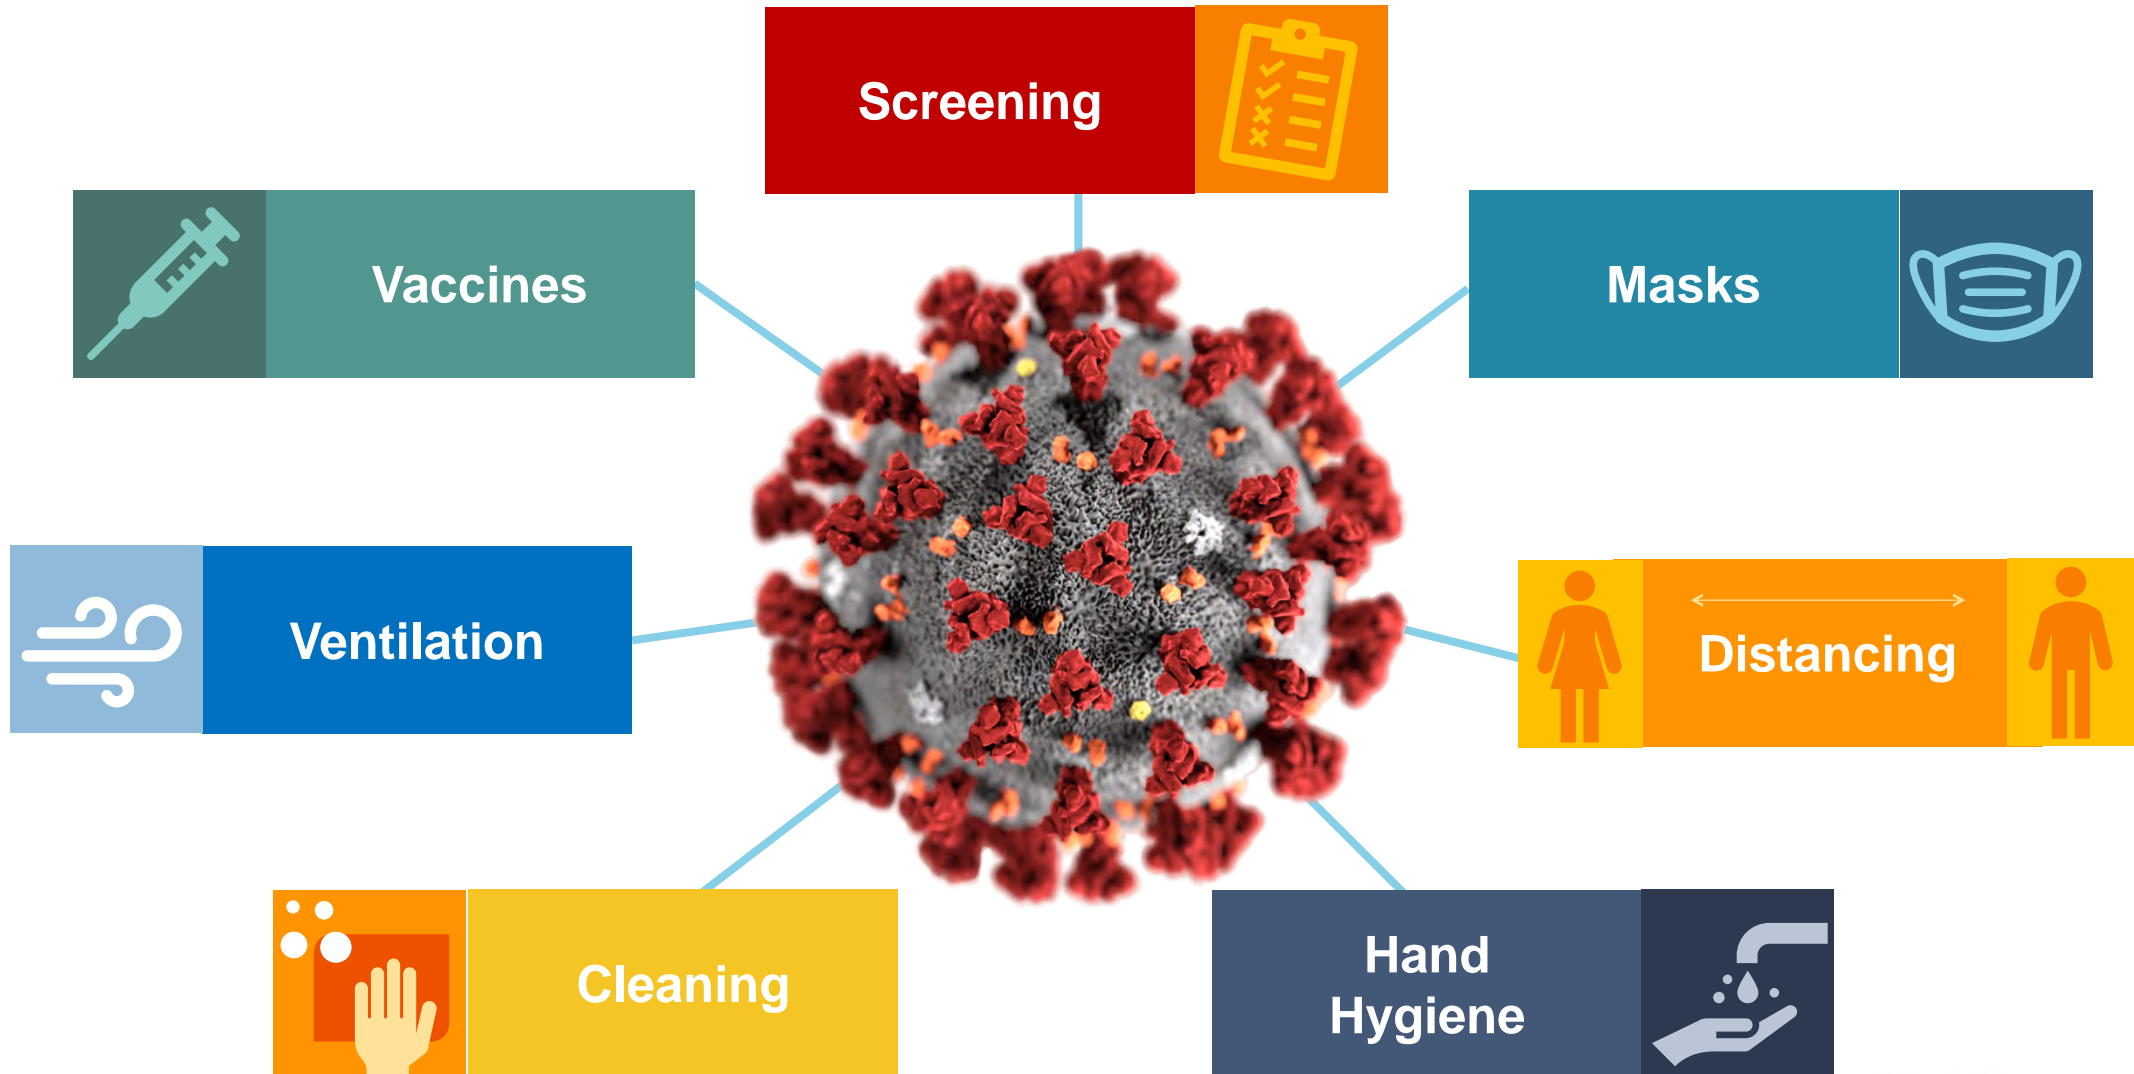 Screening
Vaccines
Masks
Ventilation
Distancing
Cleaning
Hand
Hygiene